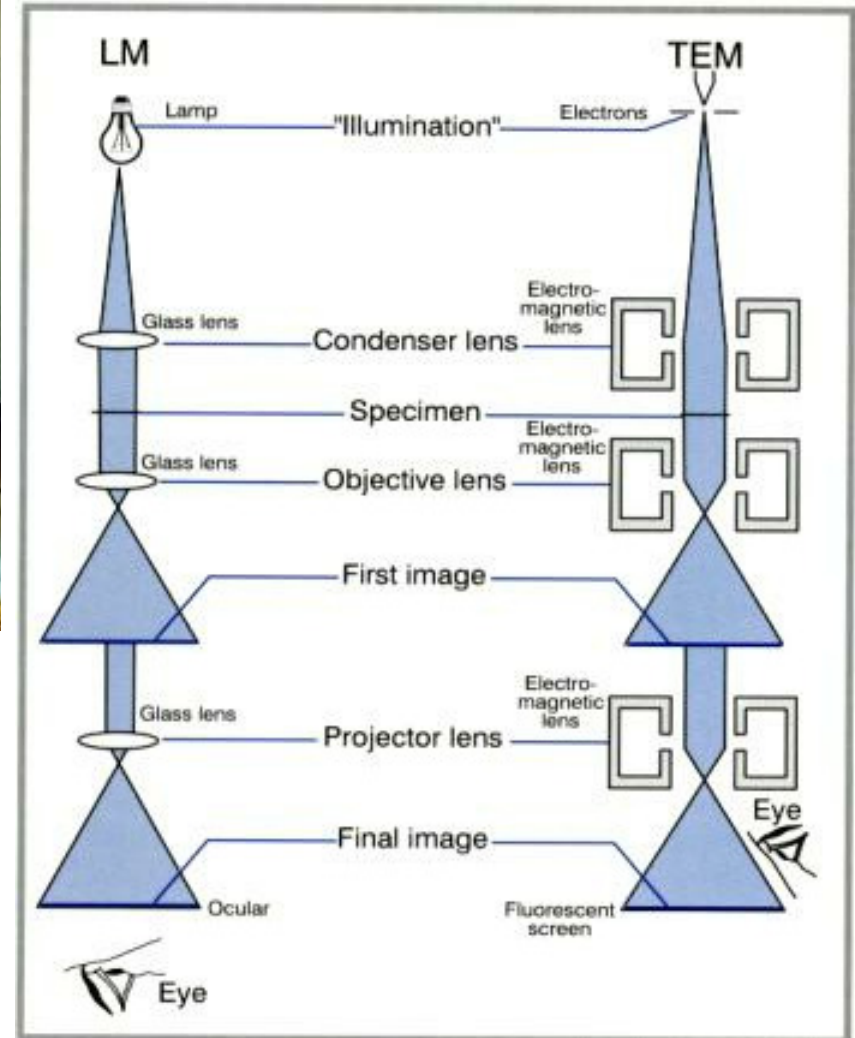 LM
TEM
Lamp
"Illumination"
Electrons
Electro-
magnetic
lens
Glass lens
Condenser lens
Specimen
Electro-
magnetic
lens
Glass lens
Objective lens
First image
Electro-
magnetic
lens
Glass lens
Projector lens
Eye
Final image
Ocular
Fluorescent
screen
Eye